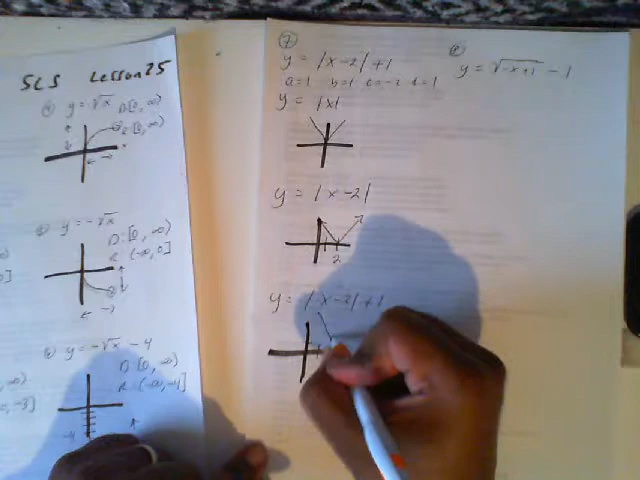 SCS Lesson 25
a) y = √x D: [0, ∞)
R: [0, ∞)
b) y = -√x
D: [0, ∞)
R: (-∞, 0]
c) y = -√x - 4
D: [0, ∞)
R: (-∞, -4]
-4
7
y = |x-2| + 1
a=1 b=1 c=-2 d=1
y = |x|
y = |x-2|
2
y = |x-2| + 1
y = √-x+1 - 1